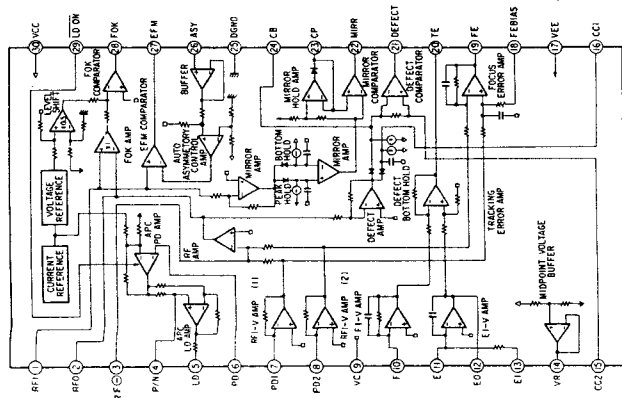 30 VCC
29 LD ON
28 FOK
27 EFM
26 ASY
25 DGND
24 CB
23 CP
22 MIRR
21 DEFECT
20 TE
19 FE
18 FEBIAS
17 VEE
16 CC1
FOK COMPARATOR
LEVEL SHIFT
EFM COMPARATOR
BUFFER
MIRROR HOLD AMP
MIRROR COMPARATOR
DEFECT COMPARATOR
FOCUS ERROR AMP
FOK AMP
AUTO ASYMMETORY CONTROL AMP
MIRROR AMP
BOTTOM HOLD
PEAK HOLD
MIRROR AMP
DEFECT AMP
DEFECT BOTTOM HOLD
TRACKING ERROR AMP
VOLTAGE REFERENCE
CURRENT REFERENCE
APC PD AMP
RF AMP
APC LD AMP
(1)
RF I-V AMP
(2)
RF I-V AMP
F I-V AMP
E I-V AMP
MIDPOINT VOLTAGE BUFFER
RFI 1
RFO 2
RF⊖ 3
P/N 4
LD 5
PD 6
PD1 7
PD2 8
VC 9
F 10
E 11
EO 12
EI 13
VR 14
CC2 15